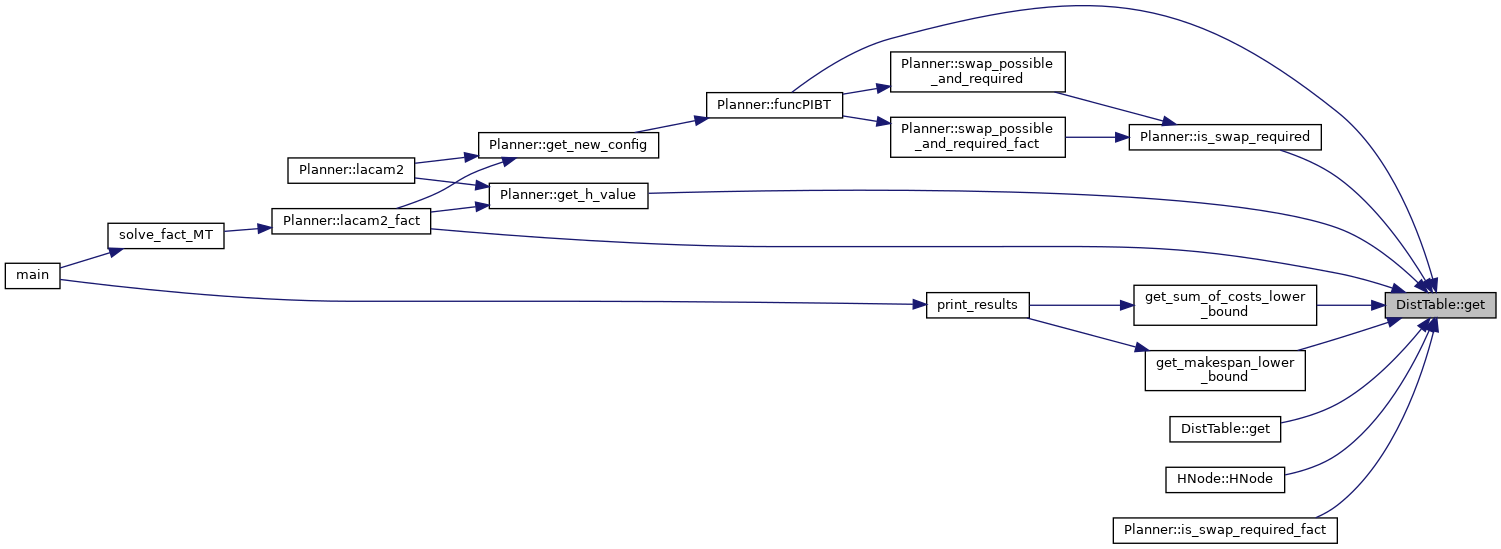 Planner::swap_possible
_and_required
Planner::funcPIBT
Planner::swap_possible
_and_required_fact
Planner::is_swap_required
Planner::get_new_config
Planner::lacam2
Planner::get_h_value
Planner::lacam2_fact
solve_fact_MT
main
print_results
get_sum_of_costs_lower
_bound
DistTable::get
get_makespan_lower
_bound
DistTable::get
HNode::HNode
Planner::is_swap_required_fact